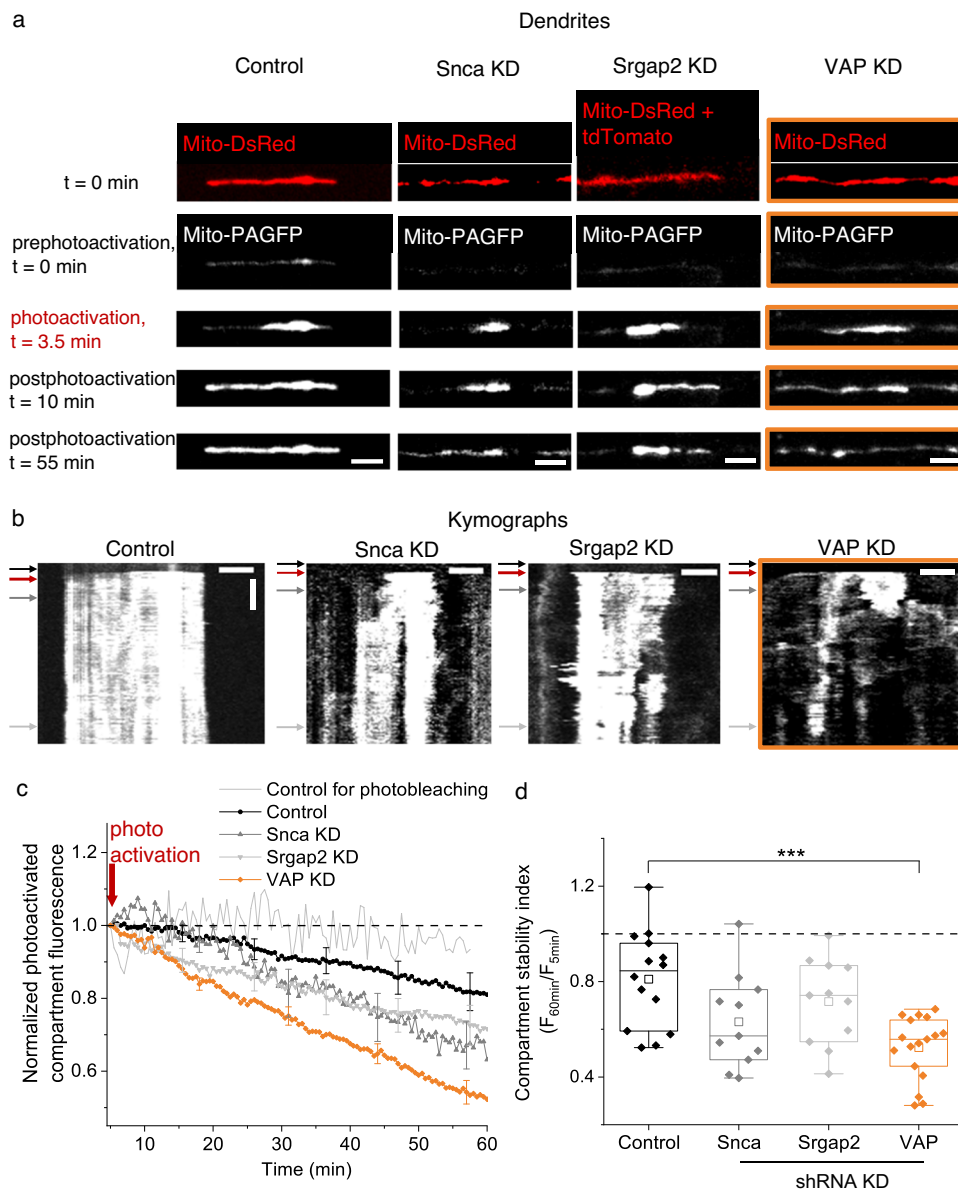 a
Dendrites
Control Snca KD Srgap2 KD VAP KD
Mito-DsRed Mito-DsRed Mito-DsRed + tdTomato Mito-DsRed
t = 0 min
prephotoactivation, t = 0 min
Mito-PAGFP Mito-PAGFP Mito-PAGFP Mito-PAGFP
photoactivation, t = 3.5 min
postphotoactivation t = 10 min
postphotoactivation t = 55 min
b
Kymographs
Control Snca KD Srgap2 KD VAP KD
c
Control for photobleaching
Control
Snca KD
Srgap2 KD
VAP KD
photo
activation
Normalized photoactivated
compartment fluorescence
1.2
1.0
0.8
0.6
10 20 30 40 50 60
Time (min)
d
***
Compartment stability index
(F60min/F5min)
1.2
0.8
0.4
Control Snca Srgap2 VAP
shRNA KD